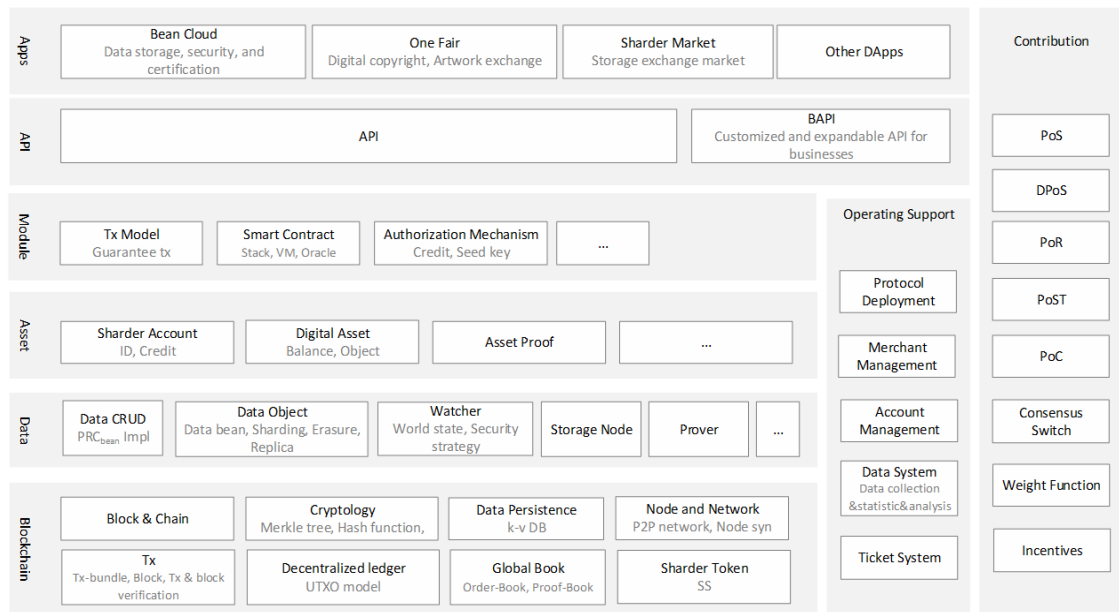 Apps
Bean Cloud
Data storage, security, and
certification
One Fair
Digital copyright, Artwork exchange
Sharder Market
Storage exchange market
Other DApps
API
API
BAPI
Customized and expandable API for
businesses
Module
Tx Model
Guarantee tx
Smart Contract
Stack, VM, Oracle
Authorization Mechanism
Credit, Seed key
...
Asset
Sharder Account
ID, Credit
Digital Asset
Balance, Object
Asset Proof
...
Data
Data CRUD
PRCbean Impl
Data Object
Data bean, Sharding, Erasure,
Replica
Watcher
World state, Security
strategy
Storage Node
Prover
...
Blockchain
Block & Chain
Cryptology
Merkle tree, Hash function,
Data Persistence
k-v DB
Node and Network
P2P network, Node syn
Tx
Tx-bundle, Block, Tx & block
verification
Decentralized ledger
UTXO model
Global Book
Order-Book, Proof-Book
Sharder Token
SS
Operating Support
Protocol
Deployment
Merchant
Management
Account
Management
Data System
Data collection
&statistic&analysis
Ticket System
Contribution
PoS
DPoS
PoR
PoST
PoC
Consensus
Switch
Weight Function
Incentives